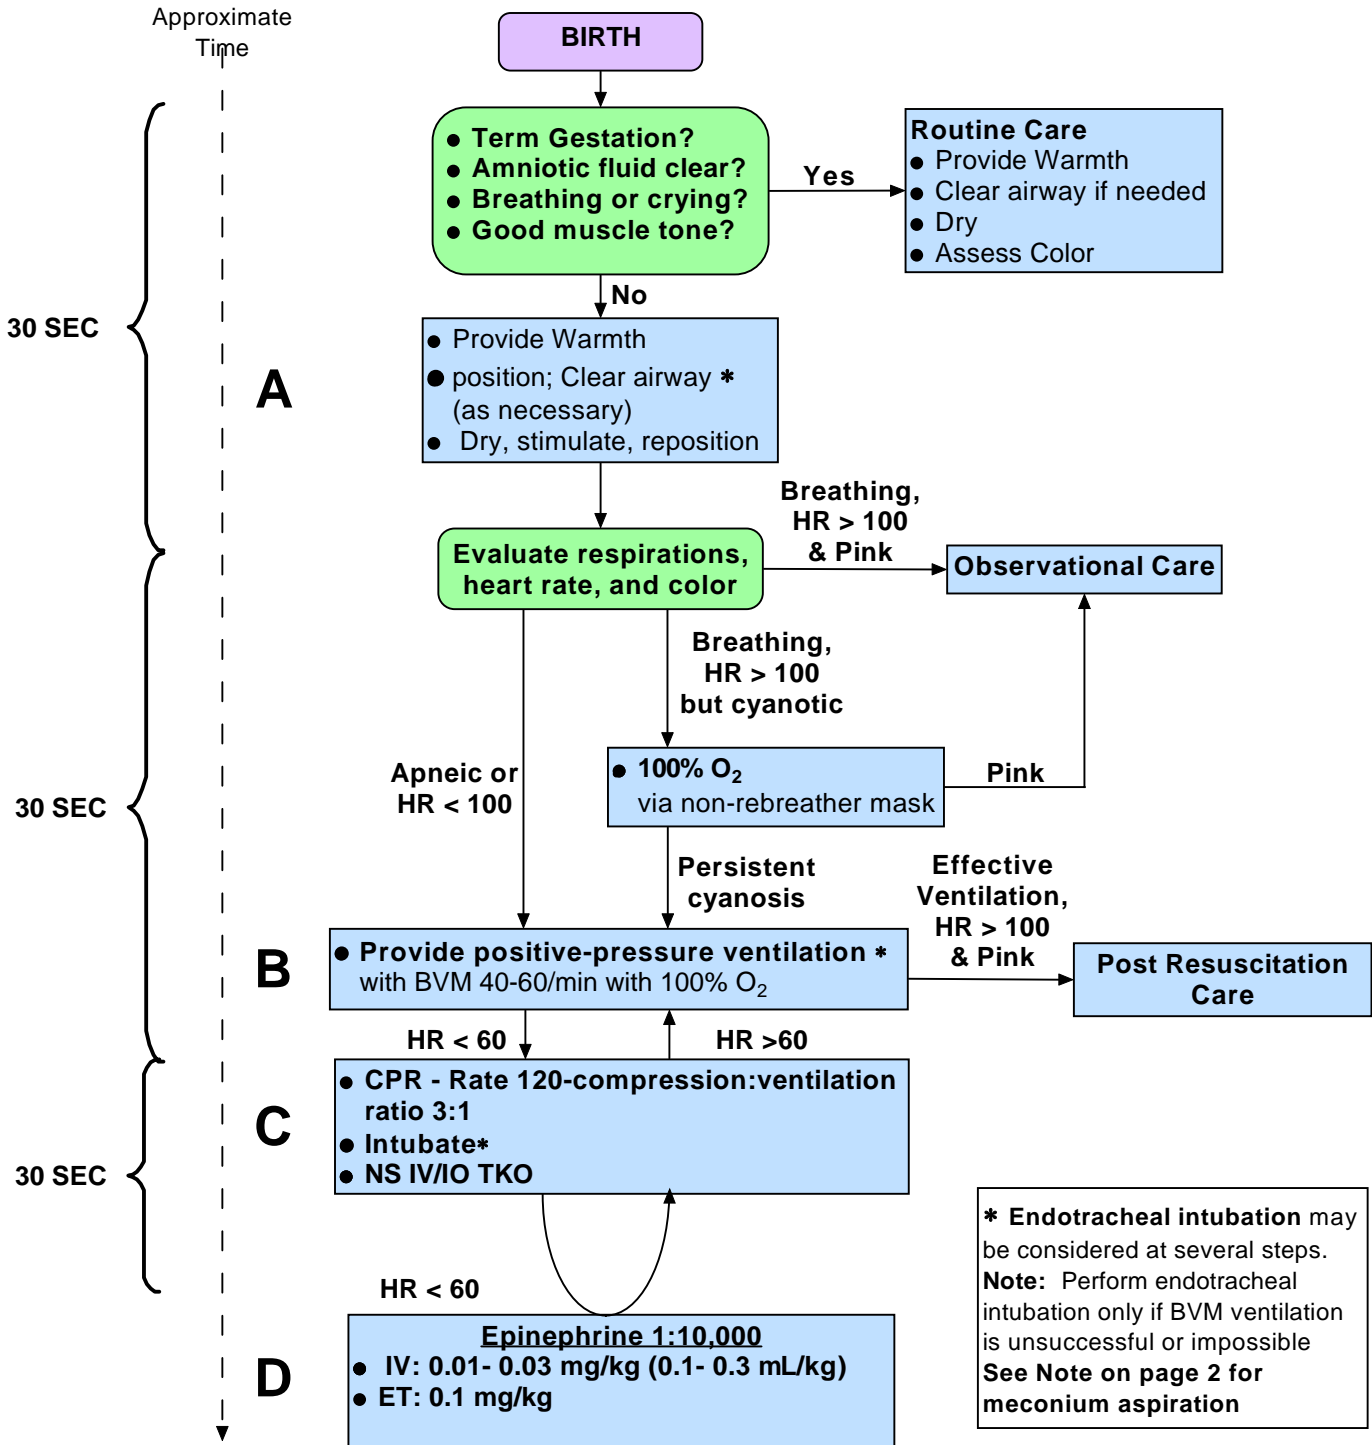 Approximate
Time
BIRTH
● Term Gestation?
● Amniotic fluid clear?
● Breathing or crying?
● Good muscle tone?
Yes
Routine Care
● Provide Warmth
● Clear airway if needed
● Dry
● Assess Color
No
30 SEC
A
● Provide Warmth
● position; Clear airway *
(as necessary)
● Dry, stimulate, reposition
Breathing,
HR > 100
& Pink
Evaluate respirations,
heart rate, and color
Observational Care
Breathing,
HR > 100
but cyanotic
Apneic or
HR < 100
● 100% O₂
via non-rebreather mask
Pink
30 SEC
Persistent
cyanosis
Effective
Ventilation,
HR > 100
& Pink
B
● Provide positive-pressure ventilation *
with BVM 40-60/min with 100% O₂
Post Resuscitation
Care
HR < 60
HR >60
C
● CPR - Rate 120-compression:ventilation
ratio 3:1
● Intubate*
● NS IV/IO TKO
30 SEC
HR < 60
D
Epinephrine 1:10,000
● IV: 0.01- 0.03 mg/kg (0.1- 0.3 mL/kg)
● ET: 0.1 mg/kg
* Endotracheal intubation may
be considered at several steps.
Note: Perform endotracheal
intubation only if BVM ventilation
is unsuccessful or impossible
See Note on page 2 for
meconium aspiration